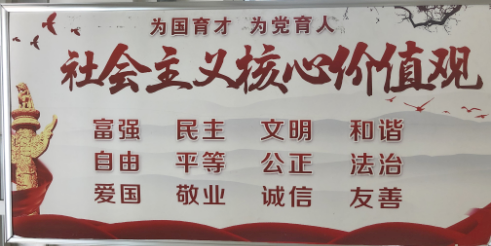 为国育才 为党育人
社会主义核心价值观
富强 民主 文明 和谐
自由 平等 公正 法治
爱国 敬业 诚信 友善